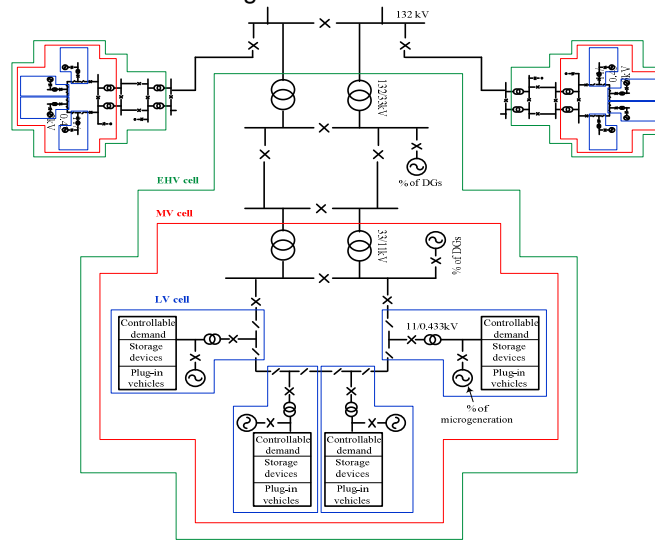 132 kV
132/33kV
% of DGs
EHV cell
MV cell
33/11kV
% of DGs
LV cell
11/0.433kV
Controllable
demand
Storage
devices
Plug-in
vehicles
Controllable
demand
Storage
devices
Plug-in
vehicles
% of
microgeneration
Controllable
demand
Storage
devices
Plug-in
vehicles
Controllable
demand
Storage
devices
Plug-in
vehicles